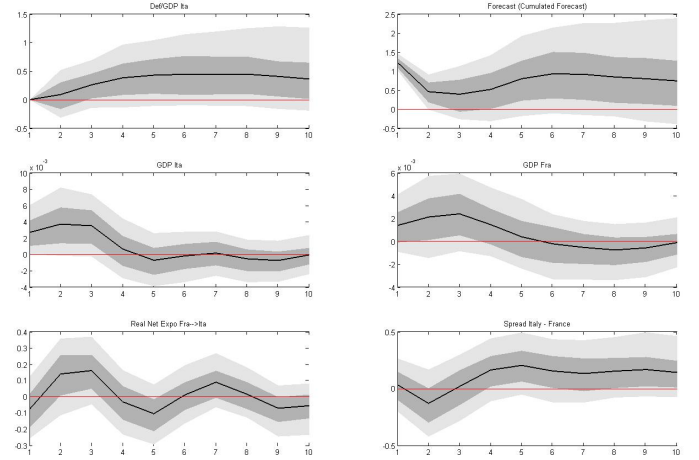 Def/GDP Ita
1.5
1
0.5
0
-0.5
1 2 3 4 5 6 7 8 9 10
Forecast (Cumulated Forecast)
2.5
2
1.5
1
0.5
0
-0.5
1 2 3 4 5 6 7 8 9 10
GDP Ita
x 10^-3
10
8
6
4
2
0
-2
-4
1 2 3 4 5 6 7 8 9 10
GDP Fra
x 10^-3
6
4
2
0
-2
-4
1 2 3 4 5 6 7 8 9 10
Real Net Expo Fra-->Ita
0.4
0.3
0.2
0.1
0
-0.1
-0.2
-0.3
1 2 3 4 5 6 7 8 9 10
Spread Italy - France
0.5
0
-0.5
1 2 3 4 5 6 7 8 9 10